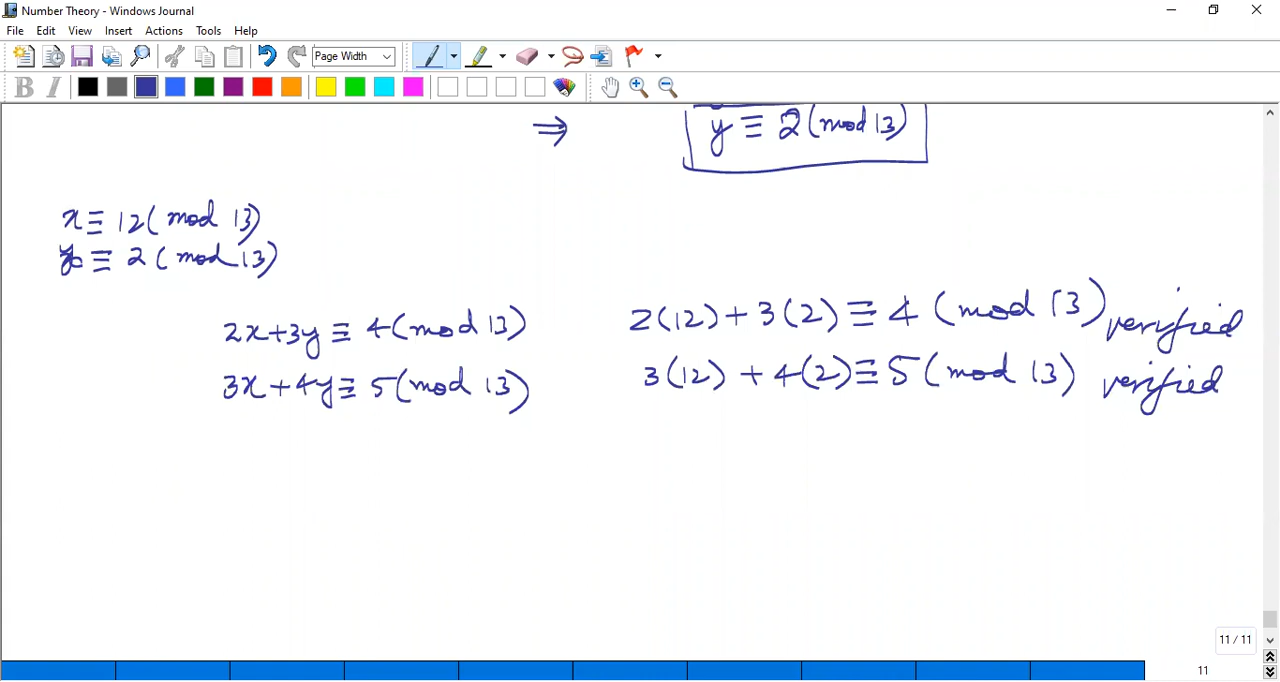 Number Theory - Windows Journal
File Edit View Insert Actions Tools Help
Page Width
B I
⇒ y ≡ 2 (mod 13)
x ≡ 12 ( mod 13)
y ≡ 2 ( mod 13)
2x+3y ≡ 4 (mod 13) 2(12) + 3(2) ≡ 4 (mod 13) verified
3x+4y ≡ 5 (mod 13) 3(12) + 4(2) ≡ 5 (mod 13) verified
11 / 11
11